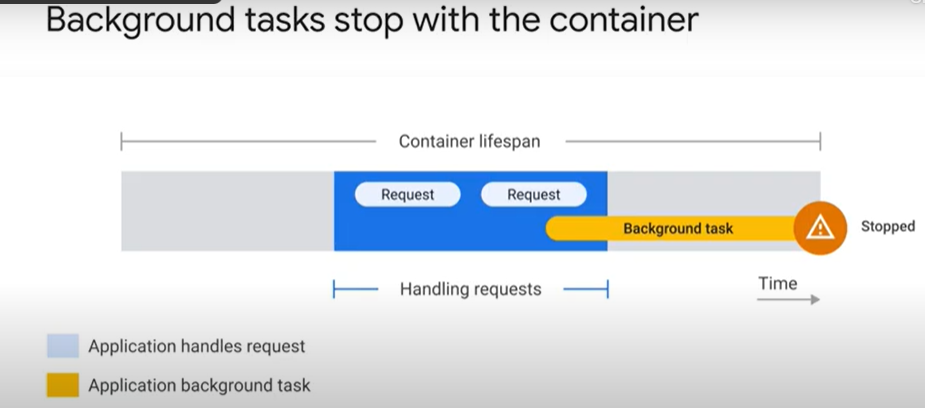 Background tasks stop with the container
Container lifespan
Request
Request
Background task
Stopped
Handling requests
Time
Application handles request
Application background task